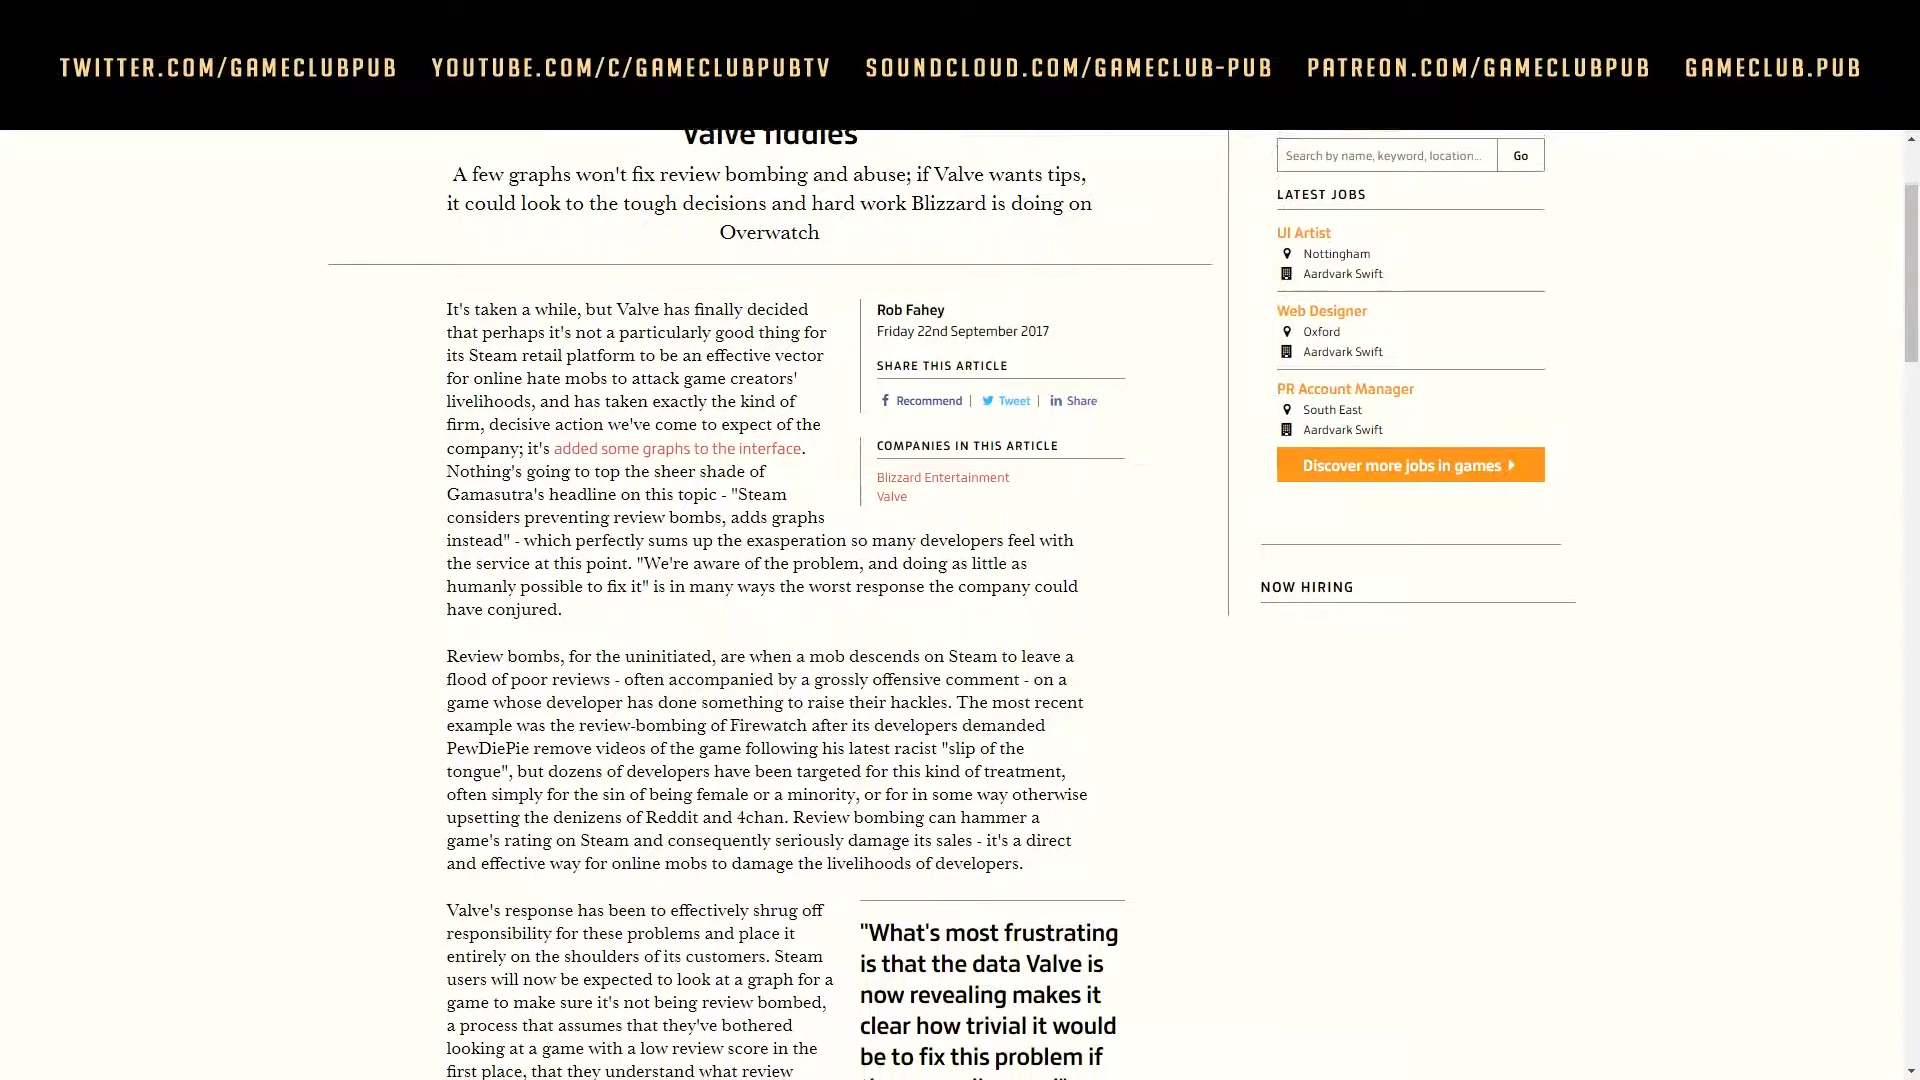 TWITTER.COM/GAMECLUBPUB YOUTUBE.COM/C/GAMECLUBPUBTV SOUNDCLOUD.COM/GAMECLUB-PUB PATREON.COM/GAMECLUBPUB GAMECLUB.PUB
Valve fiddles
A few graphs won't fix review bombing and abuse; if Valve wants tips,
it could look to the tough decisions and hard work Blizzard is doing on
Overwatch
It's taken a while, but Valve has finally decided
that perhaps it's not a particularly good thing for
its Steam retail platform to be an effective vector
for online hate mobs to attack game creators'
livelihoods, and has taken exactly the kind of
firm, decisive action we've come to expect of the
company; it's added some graphs to the interface.
Nothing's going to top the sheer shade of
Gamasutra's headline on this topic - "Steam
considers preventing review bombs, adds graphs
instead" - which perfectly sums up the exasperation so many developers feel with
the service at this point. "We're aware of the problem, and doing as little as
humanly possible to fix it" is in many ways the worst response the company could
have conjured.
Rob Fahey
Friday 22nd September 2017
SHARE THIS ARTICLE
Recommend | Tweet | Share
COMPANIES IN THIS ARTICLE
Blizzard Entertainment
Valve
Review bombs, for the uninitiated, are when a mob descends on Steam to leave a
flood of poor reviews - often accompanied by a grossly offensive comment - on a
game whose developer has done something to raise their hackles. The most recent
example was the review-bombing of Firewatch after its developers demanded
PewDiePie remove videos of the game following his latest racist "slip of the
tongue", but dozens of developers have been targeted for this kind of treatment,
often simply for the sin of being female or a minority, or for in some way otherwise
upsetting the denizens of Reddit and 4chan. Review bombing can hammer a
game's rating on Steam and consequently seriously damage its sales - it's a direct
and effective way for online mobs to damage the livelihoods of developers.
Valve's response has been to effectively shrug off
responsibility for these problems and place it
entirely on the shoulders of its customers. Steam
users will now be expected to look at a graph for a
game to make sure it's not being review bombed,
a process that assumes that they've bothered
looking at a game with a low review score in the
first place, that they understand what review
"What's most frustrating
is that the data Valve is
now revealing makes it
clear how trivial it would
be to fix this problem if
Search by name, keyword, location...
Go
LATEST JOBS
UI Artist
Nottingham
Aardvark Swift
Web Designer
Oxford
Aardvark Swift
PR Account Manager
South East
Aardvark Swift
Discover more jobs in games
NOW HIRING